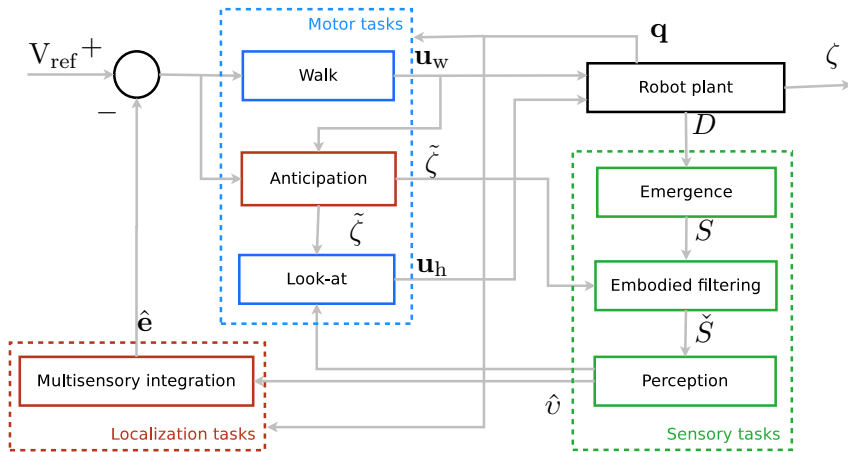 Motor tasks
q
V_ref
+
u_w
ζ
Walk
Robot plant
−
D
Anticipation
ζ̃
Emergence
ζ̃
S
Look-at
u_h
Embodied filtering
ê
Š
Multisensory integration
Perception
υ̂
Localization tasks
Sensory tasks